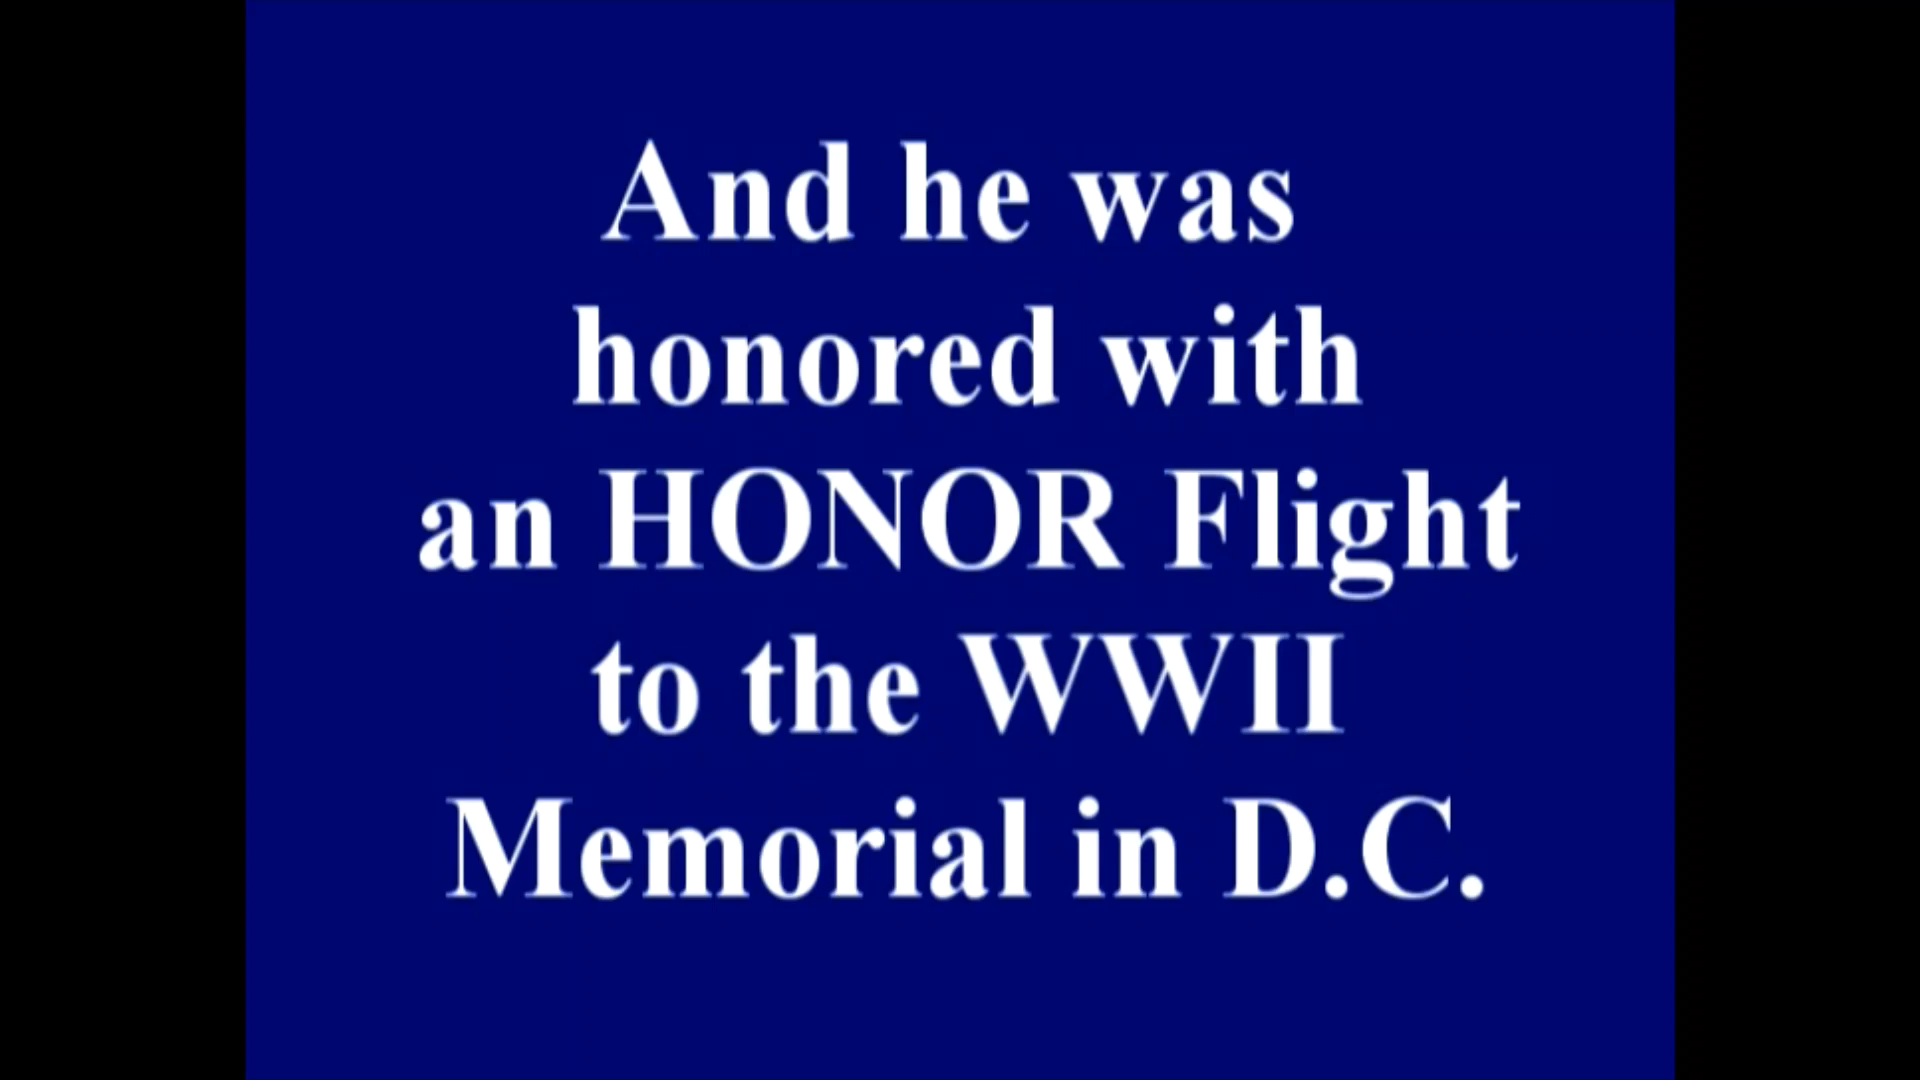 And he was
honored with
an HONOR Flight
to the WWII
Memorial in D.C.